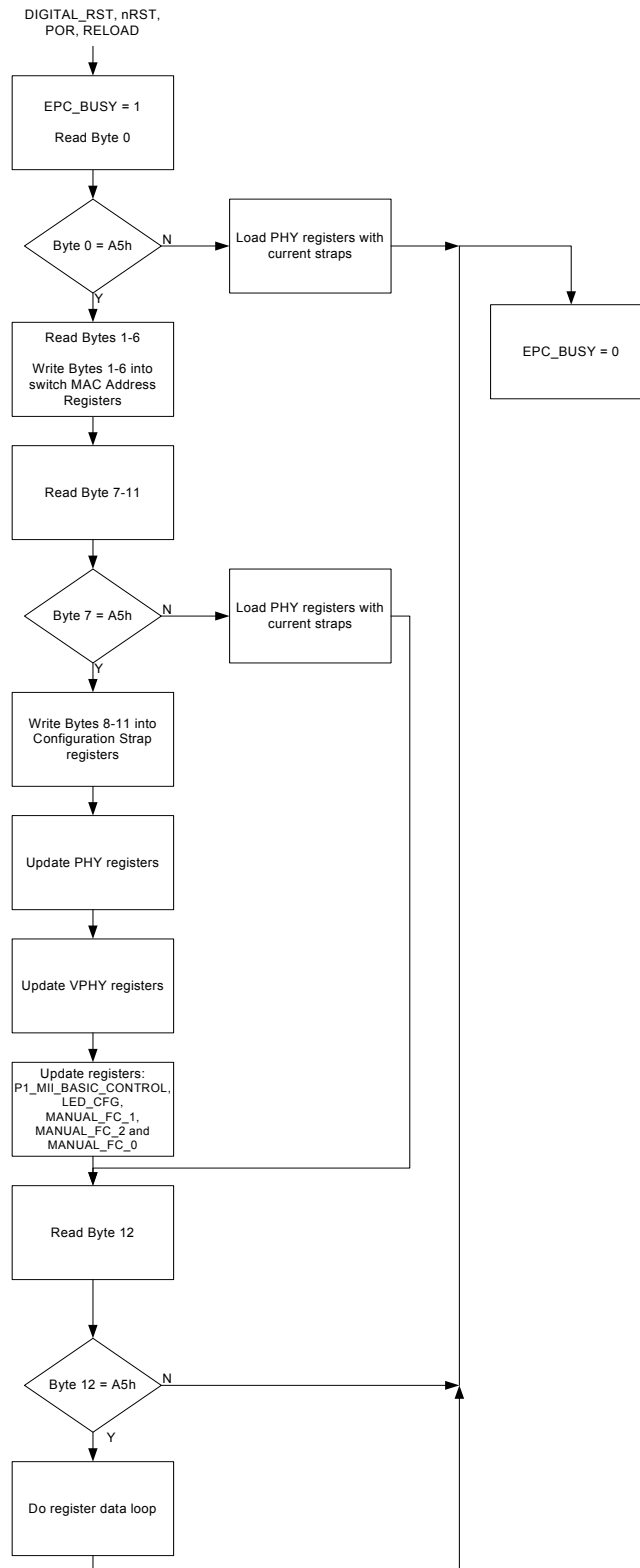 DIGITAL_RST, nRST,
POR, RELOAD
EPC_BUSY = 1
Read Byte 0
Byte 0 = A5h
N
Load PHY registers with
current straps
Y
EPC_BUSY = 0
Read Bytes 1-6
Write Bytes 1-6 into
switch MAC Address
Registers
Read Byte 7-11
Byte 7 = A5h
N
Load PHY registers with
current straps
Y
Write Bytes 8-11 into
Configuration Strap
registers
Update PHY registers
Update VPHY registers
Update registers:
P1_MII_BASIC_CONTROL,
LED_CFG,
MANUAL_FC_1,
MANUAL_FC_2 and
MANUAL_FC_0
Read Byte 12
Byte 12 = A5h
N
Y
Do register data loop